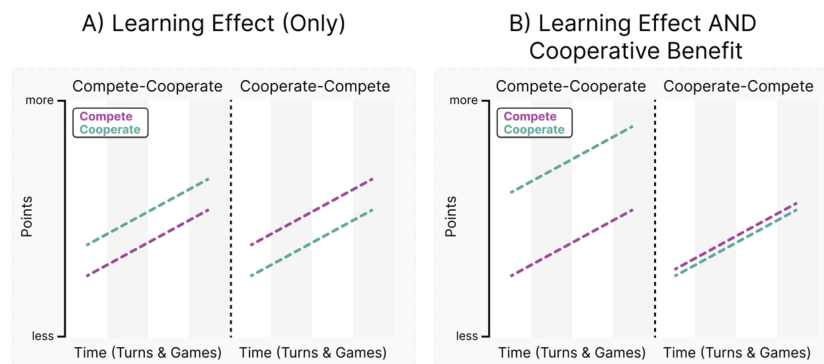 A) Learning Effect (Only)
Compete-Cooperate
Cooperate-Compete
more
Compete
Cooperate
Points
less
Time (Turns & Games)
Time (Turns & Games)
B) Learning Effect AND
Cooperative Benefit
Compete-Cooperate
Cooperate-Compete
more
Compete
Cooperate
Points
less
Time (Turns & Games)
Time (Turns & Games)